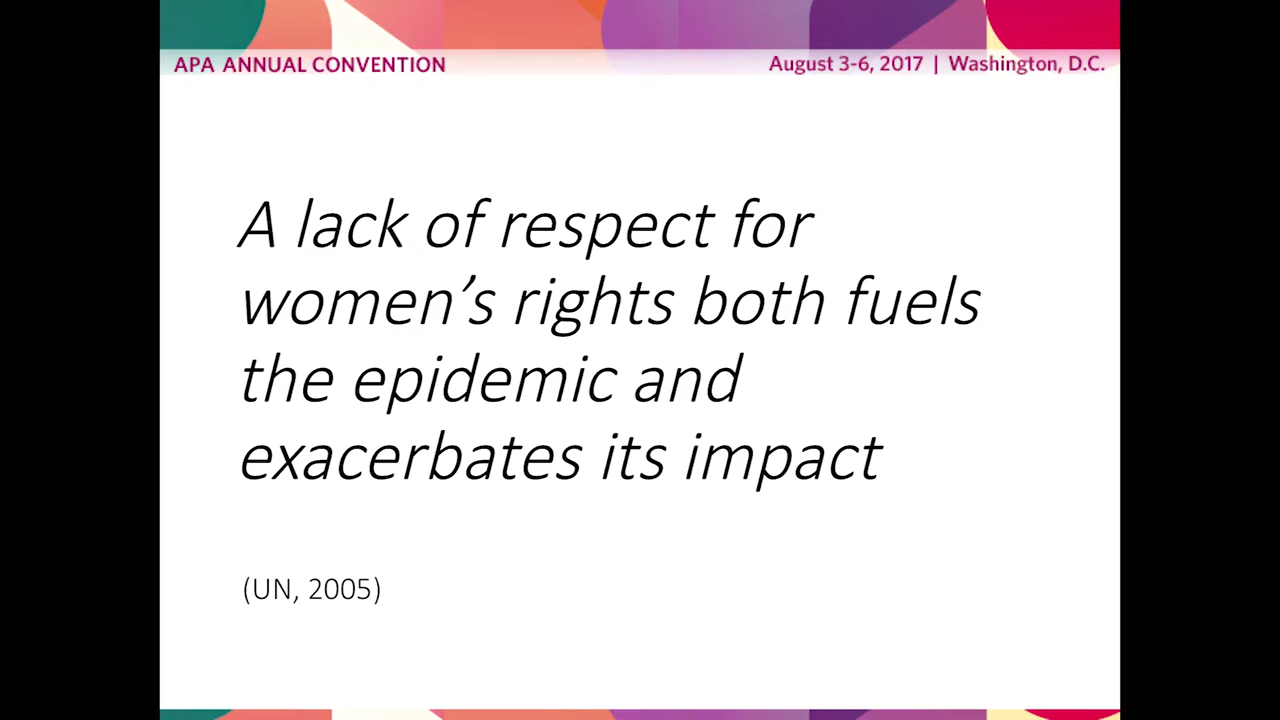 APA ANNUAL CONVENTION
August 3-6, 2017 | Washington, D.C.
A lack of respect for
women’s rights both fuels
the epidemic and
exacerbates its impact
(UN, 2005)